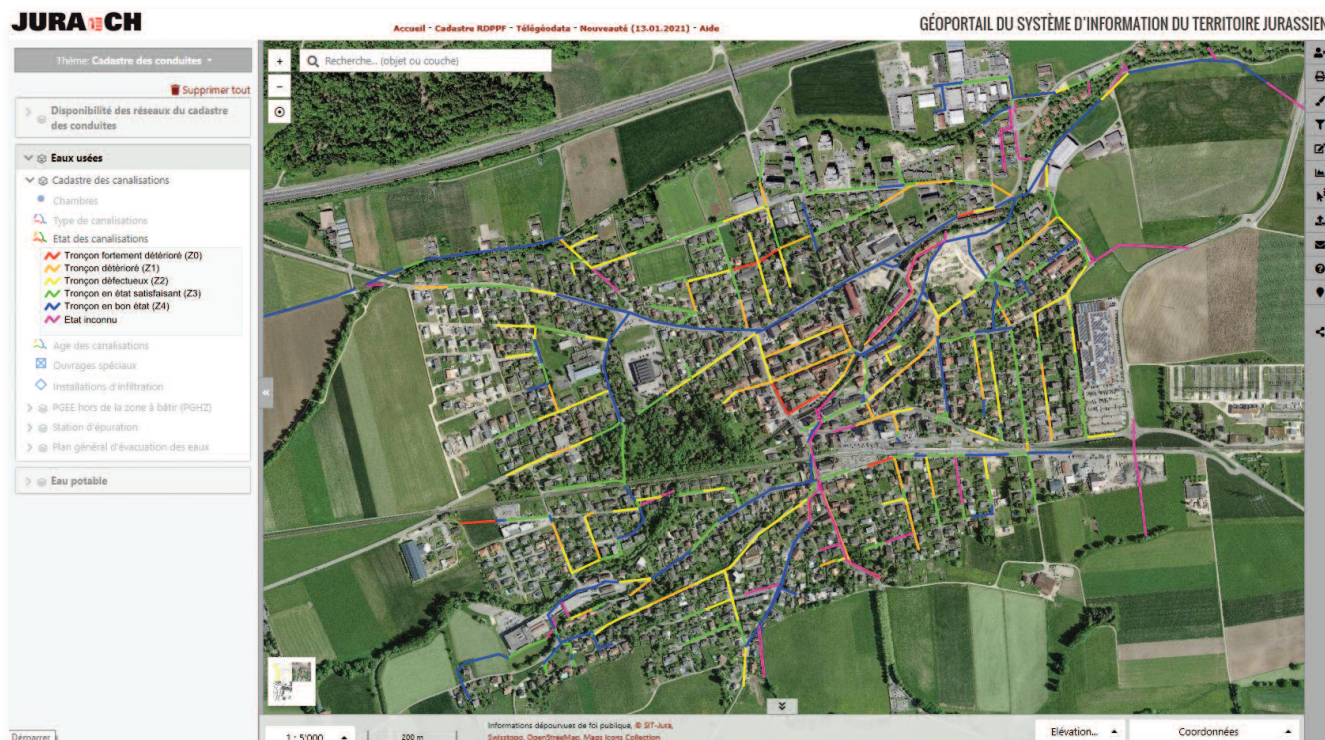 JURA CH
Accueil - Cadastre RDPPF - Télégéodata - Nouveauté (13.01.2021) - Aide
GÉOPORTAIL DU SYSTÈME D'INFORMATION DU TERRITOIRE JURASSIEN
Thème: Cadastre des conduites
Supprimer tout
Disponibilité des réseaux du cadastre
des conduites
Eaux usées
Cadastre des canalisations
Chambres
Type de canalisations
Etat des canalisations
Tronçon fortement détérioré (Z0)
Tronçon détérioré (Z1)
Tronçon défectueux (Z2)
Tronçon en état satisfaisant (Z3)
Tronçon en bon état (Z4)
Etat inconnu
Age des canalisations
Ouvrages spéciaux
Installations d'infiltration
PGEE hors de la zone à bâtir (PGHZ)
Station d'épuration
Plan général d'évacuation des eaux
Eau potable
Recherche... (objet ou couche)
Démarrer
1 : 5'000
200 m
Informations dépourvues de foi publique, © SIT-Jura,
Swisstopo, OpenStreeMap, Maps Icons Collection
Elévation...
Coordonnées